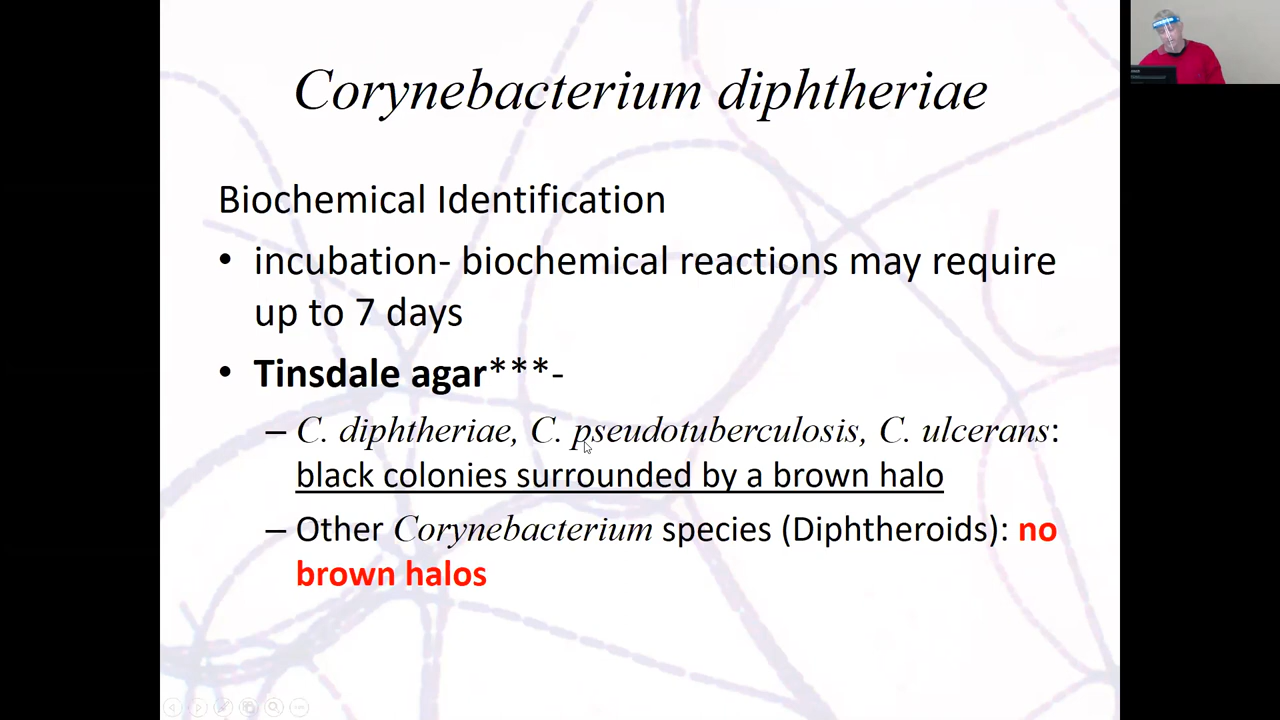 Corynebacterium diphtheriae
Biochemical Identification
• incubation- biochemical reactions may require
up to 7 days
• Tinsdale agar***-
– C. diphtheriae, C. pseudotuberculosis, C. ulcerans:
black colonies surrounded by a brown halo
– Other Corynebacterium species (Diphtheroids): no
brown halos